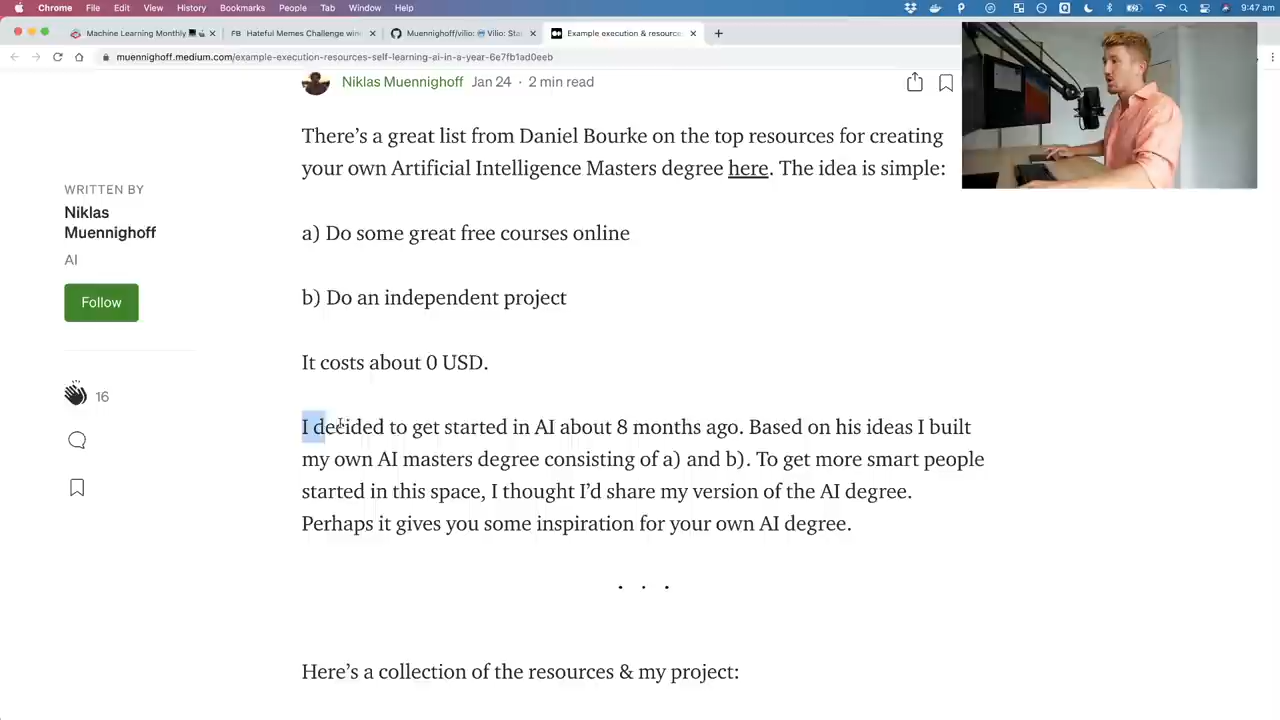 Chrome File Edit View History Bookmarks People Tab Window Help
9:47 am
Machine Learning Monthly
FB Hateful Memes Challenge win
Muennighoff/vilio: Vilio: Sta
Example execution & resource
muennighoff.medium.com/example-execution-resources-self-learning-ai-in-a-year-6e7fb1ad0eeb
Niklas Muennighoff Jan 24 · 2 min read
There’s a great list from Daniel Bourke on the top resources for creating
your own Artificial Intelligence Masters degree here. The idea is simple:
WRITTEN BY
Niklas
Muennighoff
AI
Follow
16
a) Do some great free courses online
b) Do an independent project
It costs about 0 USD.
I decided to get started in AI about 8 months ago. Based on his ideas I built
my own AI masters degree consisting of a) and b). To get more smart people
started in this space, I thought I’d share my version of the AI degree.
Perhaps it gives you some inspiration for your own AI degree.
. . .
Here’s a collection of the resources & my project: